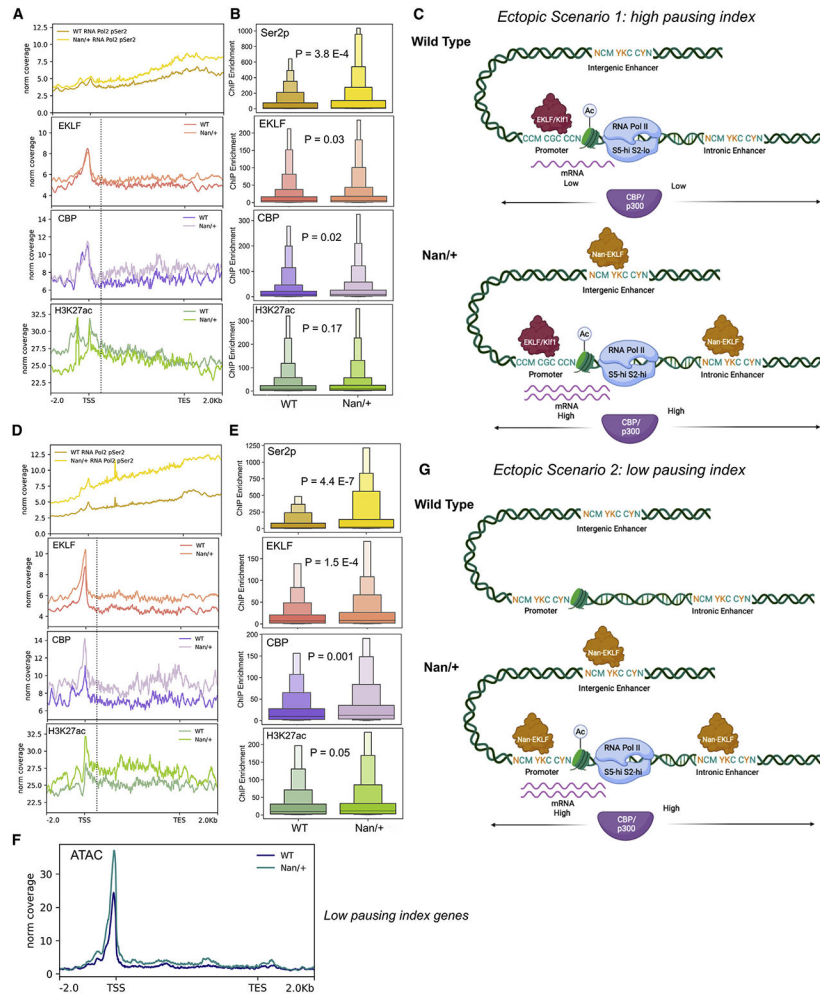 A
12.5
10.0
7.5
5.0
2.5
0.0
norm coverage
WT RNA Pol2 pSer2
Nan/+ RNA Pol2 pSer2
EKLF
WT
Nan/+
10
8
6
4
norm coverage
CBP
WT
Nan/+
14
12
10
8
6
norm coverage
H3K27ac
WT
Nan/+
32.5
30.0
27.5
25.0
22.5
norm coverage
-2.0
TSS
TES
2.0Kb
B
Ser2p
P = 3.8 E-4
1000
800
600
400
200
0
ChIP Enrichment
EKLF
P = 0.03
200
150
100
50
0
ChIP Enrichment
CBP
P = 0.02
300
200
100
0
ChIP Enrichment
H3K27ac
P = 0.17
300
200
100
0
ChIP Enrichment
WT
Nan/+
C
Ectopic Scenario 1: high pausing index
Wild Type
NCM YKC CYN
Intergenic Enhancer
EKLF/Klf1
Ac
RNA Pol II
S5-hi S2-lo
CCM CGC CCN
Promoter
NCM YKC CYN
Intronic Enhancer
mRNA
Low
Low
CBP/
p300
Nan/+
Nan-EKLF
NCM YKC CYN
Intergenic Enhancer
EKLF/Klf1
Ac
RNA Pol II
S5-hi S2-hi
Nan-EKLF
CCM CGC CCN
Promoter
NCM YKC CYN
Intronic Enhancer
mRNA
High
High
CBP/
p300
D
WT RNA Pol2 pSer2
Nan/+ RNA Pol2 pSer2
12.5
10.0
7.5
5.0
2.5
0.0
norm coverage
EKLF
WT
Nan/+
10
8
6
4
norm coverage
CBP
WT
Nan/+
14
12
10
8
6
norm coverage
H3K27ac
WT
Nan/+
32.5
30.0
27.5
25.0
22.5
norm coverage
-2.0
TSS
TES
2.0Kb
E
Ser2p
P = 4.4 E-7
1250
1000
750
500
250
0
ChIP Enrichment
EKLF
P = 1.5 E-4
150
100
50
0
ChIP Enrichment
CBP
P = 0.001
200
150
100
50
0
ChIP Enrichment
H3K27ac
P = 0.05
200
150
100
50
0
ChIP Enrichment
WT
Nan/+
G
Ectopic Scenario 2: low pausing index
Wild Type
NCM YKC CYN
Intergenic Enhancer
NCM YKC CYN
Promoter
NCM YKC CYN
Intronic Enhancer
Nan/+
Nan-EKLF
NCM YKC CYN
Intergenic Enhancer
Nan-EKLF
Ac
RNA Pol II
S5-hi S2-hi
Nan-EKLF
NCM YKC CYN
Promoter
NCM YKC CYN
Intronic Enhancer
mRNA
High
High
CBP/
p300
F
ATAC
WT
Nan/+
30
20
10
0
norm coverage
-2.0
TSS
TES
2.0Kb
Low pausing index genes